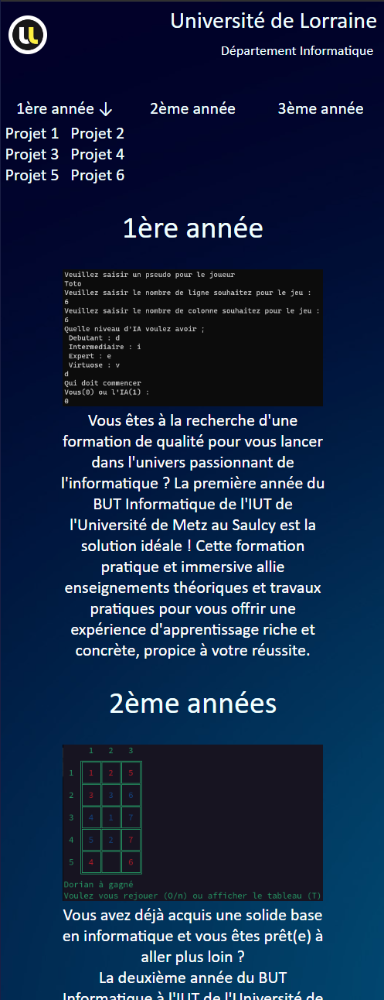 Université de Lorraine
Département Informatique
1ère année ↓ 2ème année 3ème année
Projet 1 Projet 2
Projet 3 Projet 4
Projet 5 Projet 6
1ère année
Veuillez saisir un pseudo pour le joueur
Toto
Veuillez saisir le nombre de ligne souhaitez pour le jeu :
6
Veuillez saisir le nombre de colonne souhaitez pour le jeu :
6
Quelle niveau d'IA voulez avoir ;
Debutant : d
Intermediaire : i
Expert : e
Virtuose : v
d
Qui doit commencer
Vous(0) ou l'IA(1) :
0
Vous êtes à la recherche d'une
formation de qualité pour vous lancer
dans l'univers passionnant de
l'informatique ? La première année du
BUT Informatique de l'IUT de
l'Université de Metz au Saulcy est la
solution idéale ! Cette formation
pratique et immersive allie
enseignements théoriques et travaux
pratiques pour vous offrir une
expérience d'apprentissage riche et
concrète, propice à votre réussite.
2ème années
1 2 3
1 1 2 5
2 3 3 6
3 4 1 7
4 5 2 7
5 4 6
Dorian à gagné
Voulez vous rejouer (O/n) ou afficher le tableau (T)
Vous avez déjà acquis une solide base
en informatique et vous êtes prêt(e) à
aller plus loin ?
La deuxième année du BUT
Informatique à l'IUT de l'Université de